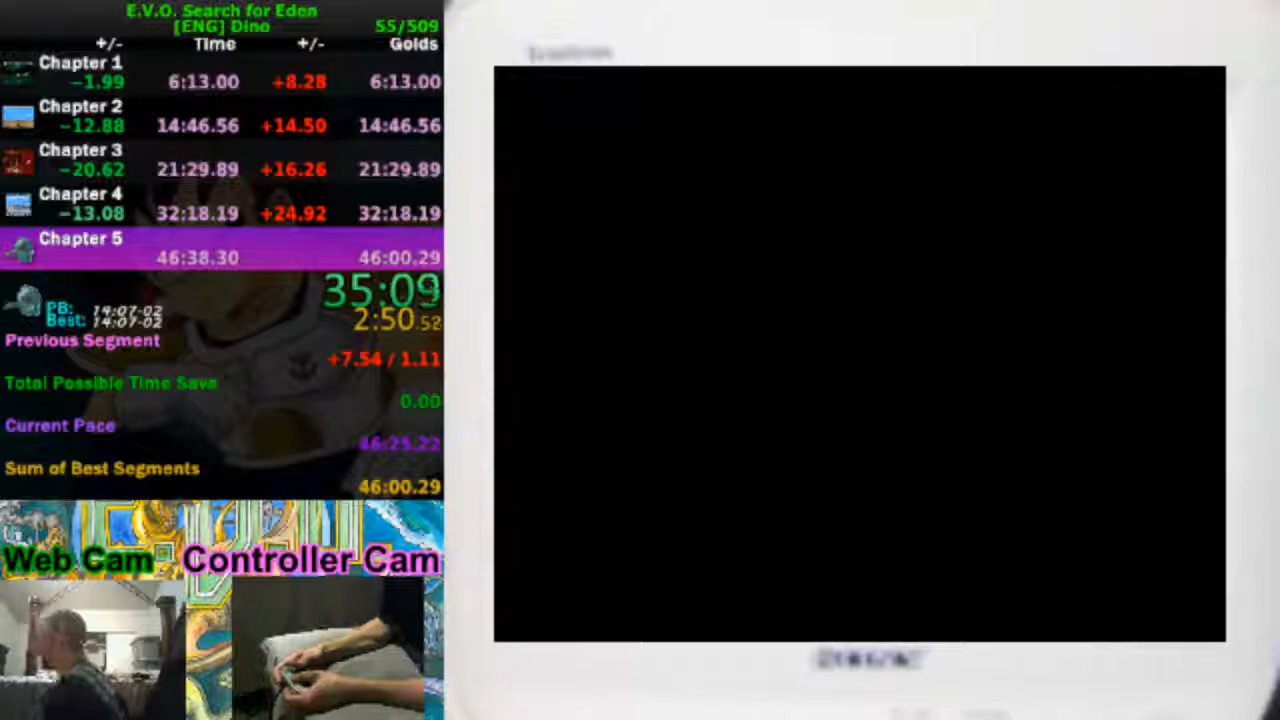 E.V.O. Search for Eden
[ENG] Dino 55/509
+/- Time +/- Golds
Chapter 1
-1.99 6:13.00 +8.28 6:13.00
Chapter 2
-12.88 14:46.56 +14.50 14:46.56
Chapter 3
-20.62 21:29.89 +16.26 21:29.89
Chapter 4
-13.08 32:18.19 +24.92 32:18.19
Chapter 5
46:38.30 46:00.29
35:09
PB: 14:07-02
Best: 14:07-02
2:50.52
Previous Segment
+7.54 / 1.11
Total Possible Time Save
0.00
Current Pace
46:25.22
Sum of Best Segments
46:00.29
Web Cam Controller Cam